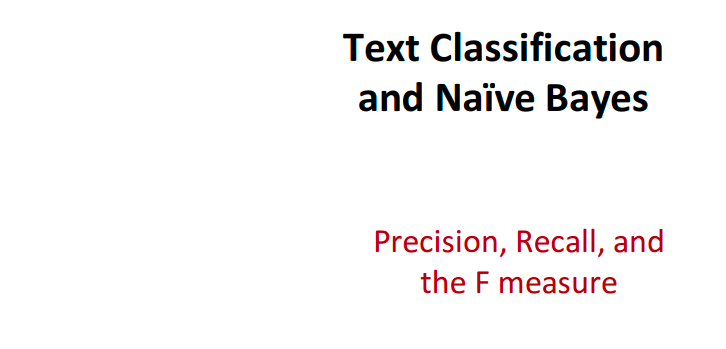 Text Classification
and Naïve Bayes
Precision, Recall, and
the F measure